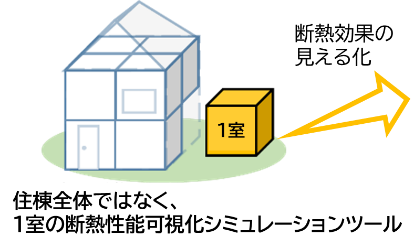 断熱効果の
見える化
1室
住棟全体ではなく、
1室の断熱性能可視化シミュレーションツール